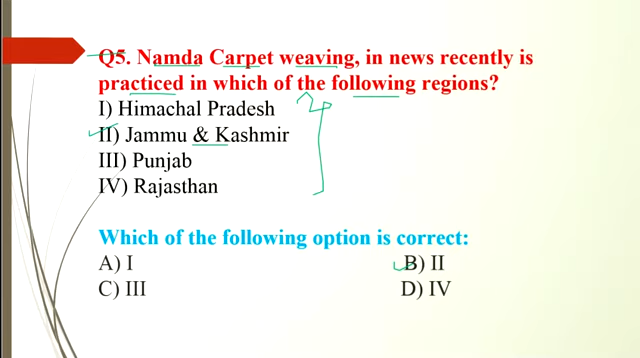 Q5. Namda Carpet weaving, in news recently is
practiced in which of the following regions?
I) Himachal Pradesh
II) Jammu & Kashmir
III) Punjab
IV) Rajasthan
Which of the following option is correct:
A) I
B) II
C) III
D) IV